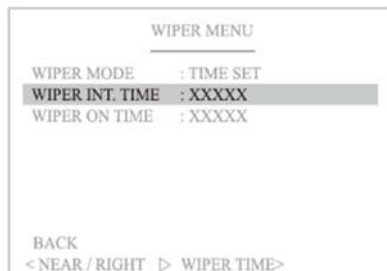 WIPER MENU
WIPER MODE : TIME SET
WIPER INT. TIME : XXXXX
WIPER ON TIME : XXXXX
BACK
< NEAR / RIGHT ▷ WIPER TIME>